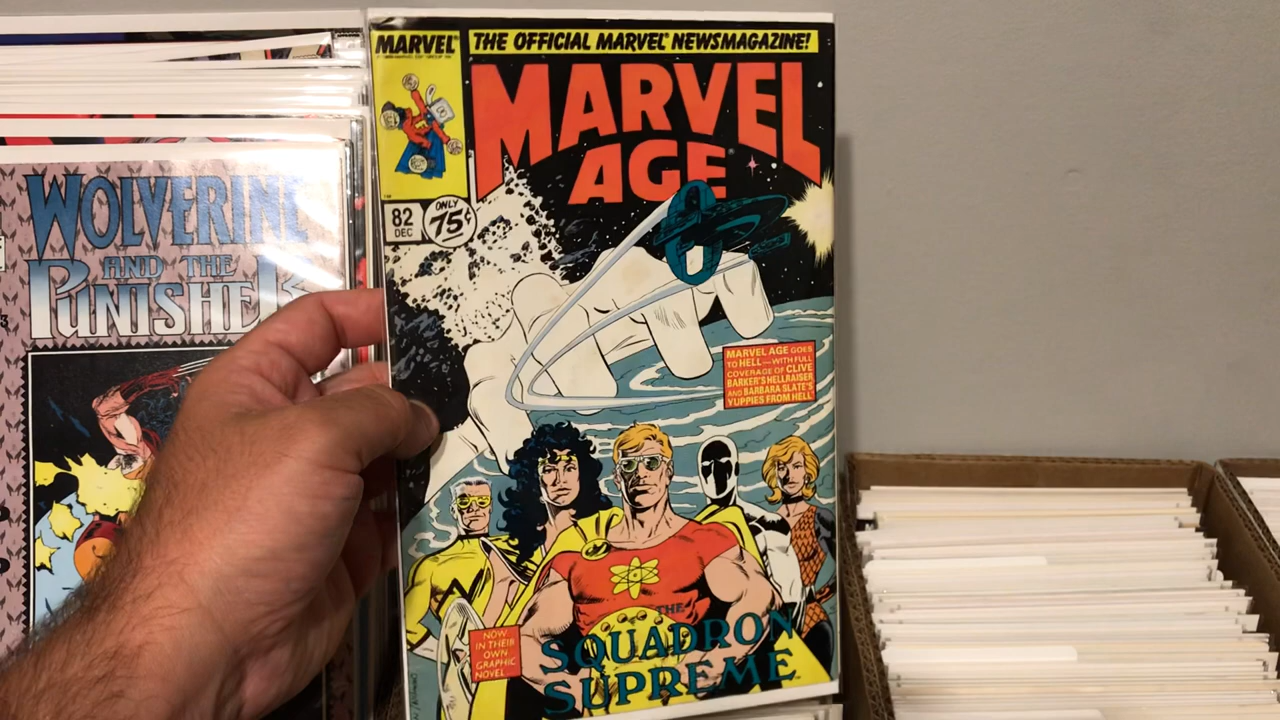 MARVEL
THE OFFICIAL MARVEL NEWSMAGAZINE!
MARVEL
AGE
82
DEC
ONLY
75¢
MARVEL AGE GOES
TO HELL—WITH FULL
COVERAGE OF CLIVE
BARKER'S HELLRAISER
AND BARBARA SLATE'S
YUPPIES FROM HELL!
NOW
IN THEIR
OWN
GRAPHIC
NOVEL...
THE
SQUADRON
SUPREME
WOLVERINE
AND THE
PUNISHER